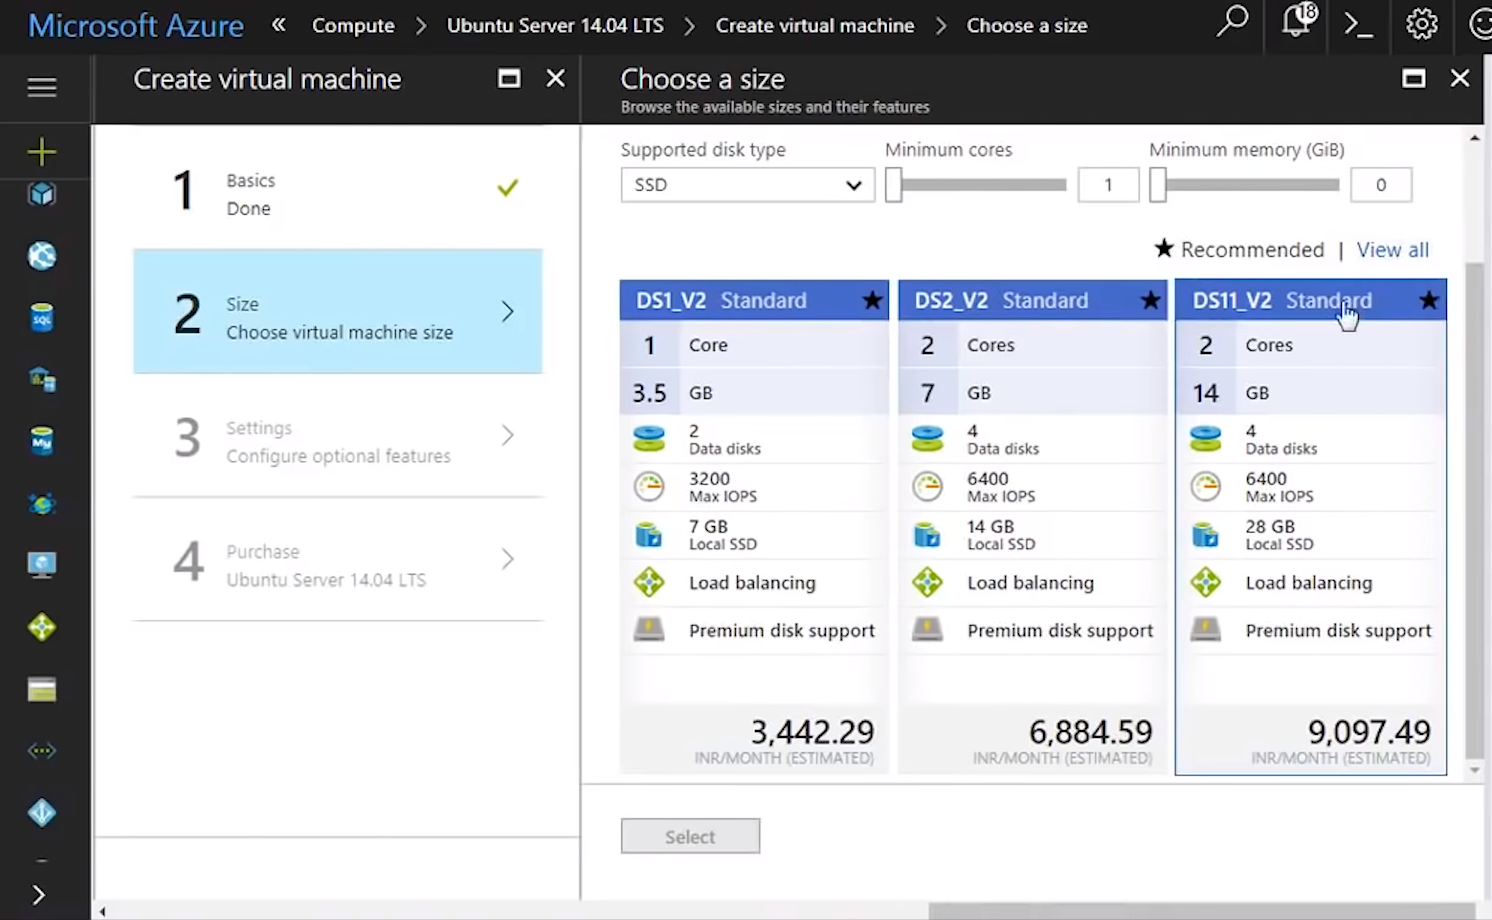 Microsoft Azure « Compute > Ubuntu Server 14.04 LTS > Create virtual machine > Choose a size
18
Create virtual machine
1
Basics
Done
2
Size
Choose virtual machine size
3
Settings
Configure optional features
4
Purchase
Ubuntu Server 14.04 LTS
SQL
My
Choose a size
Browse the available sizes and their features
Supported disk type
SSD
Minimum cores
1
Minimum memory (GiB)
0
★ Recommended | View all
DS1_V2 Standard ★
1 Core
3.5 GB
2
Data disks
3200
Max IOPS
7 GB
Local SSD
Load balancing
Premium disk support
3,442.29
INR/MONTH (ESTIMATED)
DS2_V2 Standard ★
2 Cores
7 GB
4
Data disks
6400
Max IOPS
14 GB
Local SSD
Load balancing
Premium disk support
6,884.59
INR/MONTH (ESTIMATED)
DS11_V2 Standard ★
2 Cores
14 GB
4
Data disks
6400
Max IOPS
28 GB
Local SSD
Load balancing
Premium disk support
9,097.49
INR/MONTH (ESTIMATED)
Select